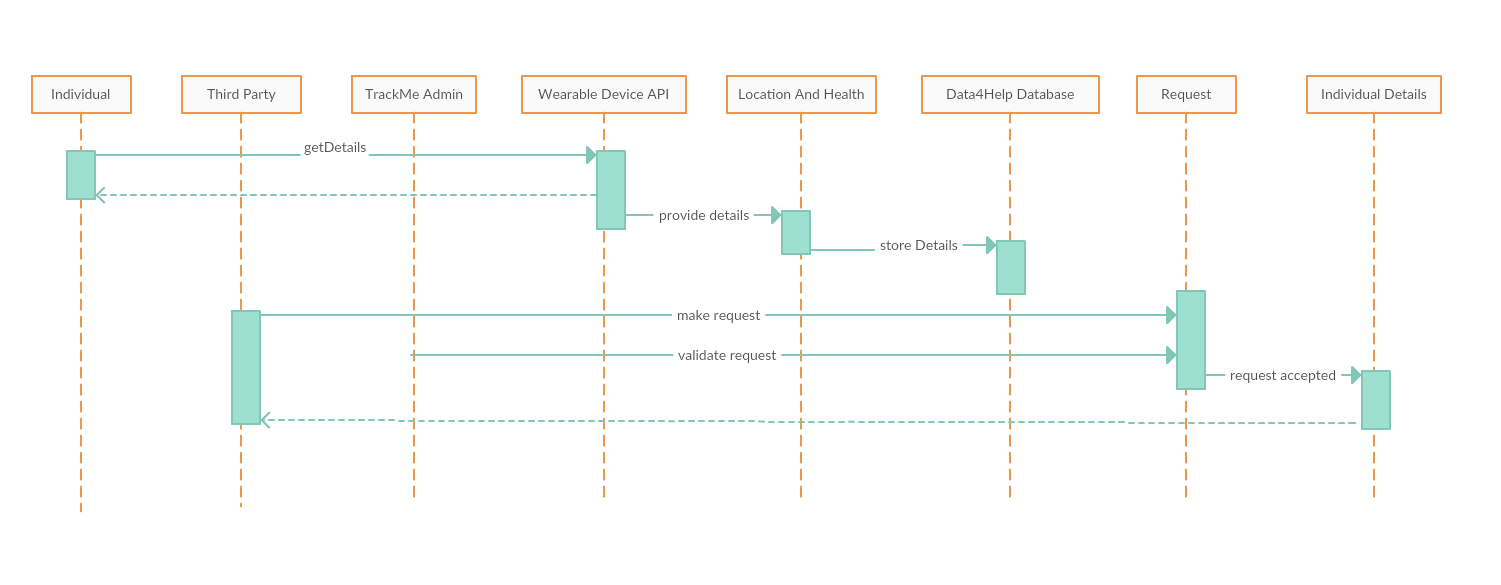 Individual
Third Party
TrackMe Admin
Wearable Device API
Location And Health
Data4Help Database
Request
Individual Details
getDetails
provide details
store Details
make request
validate request
request accepted